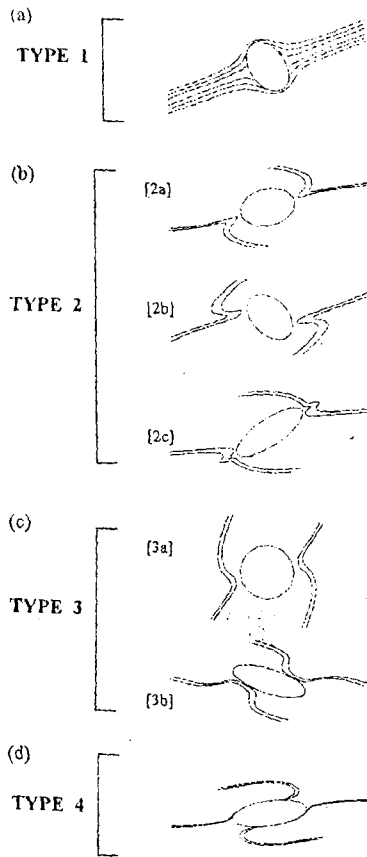 (a)
TYPE 1
(b)
[2a]
TYPE 2
[2b]
[2c]
(c)
[3a]
TYPE 3
[3b]
(d)
TYPE 4